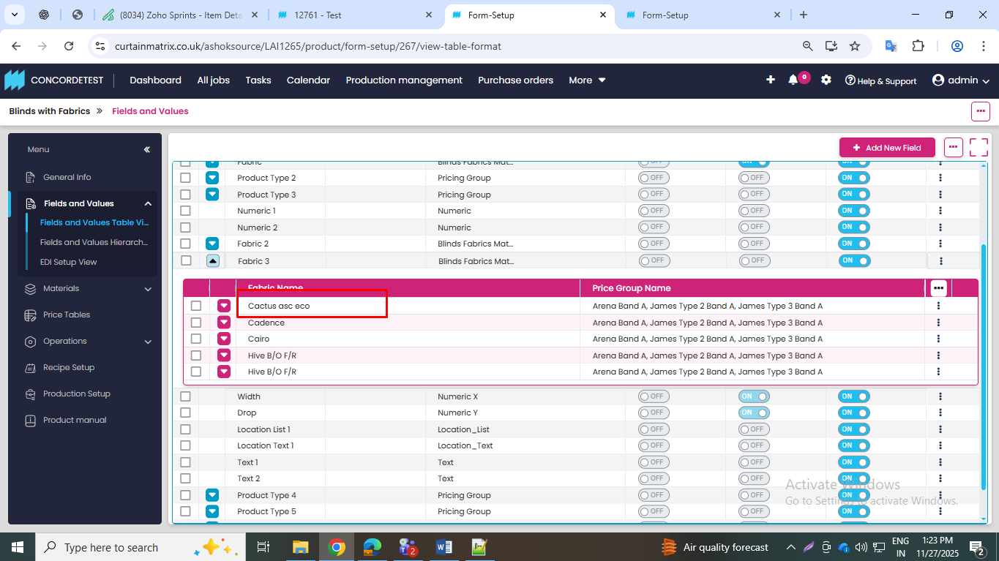 (8034) Zoho Sprints - Item Deta
12761 - Test
Form-Setup
Form-Setup
curtainmatrix.co.uk/ashoksource/LAI1265/product/form-setup/267/view-table-format
CONCORDETEST
Dashboard
All jobs
Tasks
Calendar
Production management
Purchase orders
More
0
Help & Support
admin
Blinds with Fabrics » Fields and Values
Menu
General Info
Fields and Values
Fields and Values Table Vi...
Fields and Values Hierarch...
EDI Setup View
Materials
Price Tables
Operations
Recipe Setup
Production Setup
Product manual
+ Add New Field
Fabric Blinds Fabrics Mat... OFF ON ON
Product Type 2 Pricing Group OFF OFF ON
Product Type 3 Pricing Group OFF OFF ON
Numeric 1 Numeric OFF OFF ON
Numeric 2 Numeric OFF OFF ON
Fabric 2 Blinds Fabrics Mat... OFF OFF ON
Fabric 3 Blinds Fabrics Mat... OFF OFF ON
Fabric Name Price Group Name
Cactus asc eco Arena Band A, James Type 2 Band A, James Type 3 Band A
Cadence Arena Band A, James Type 2 Band A, James Type 3 Band A
Cairo Arena Band A, James Type 2 Band A, James Type 3 Band A
Hive B/O F/R Arena Band A, James Type 2 Band A, James Type 3 Band A
Hive B/O F/R Arena Band A, James Type 2 Band A, James Type 3 Band A
Width Numeric X OFF ON ON
Drop Numeric Y OFF ON ON
Location List 1 Location_List OFF OFF ON
Location Text 1 Location_Text OFF OFF ON
Text 1 Text OFF OFF ON
Text 2 Text OFF OFF ON
Product Type 4 Pricing Group OFF OFF ON
Product Type 5 Pricing Group OFF OFF ON
Activate Windows
Go to Settings to activate Windows.
Type here to search
2
Air quality forecast
ENG
IN
1:23 PM
11/27/2025
2